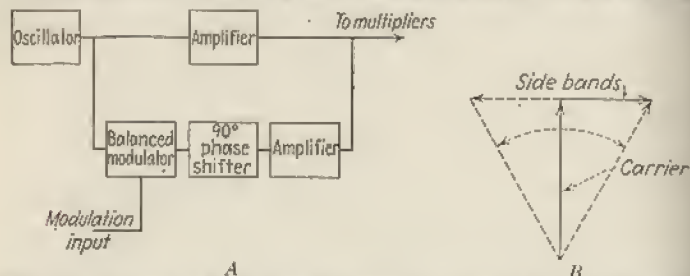 To multipliers
Oscillator
Amplifier
Balanced
modulator
90°
phase
shifter
Amplifier
Modulation
input
A
Side bands
Carrier
B